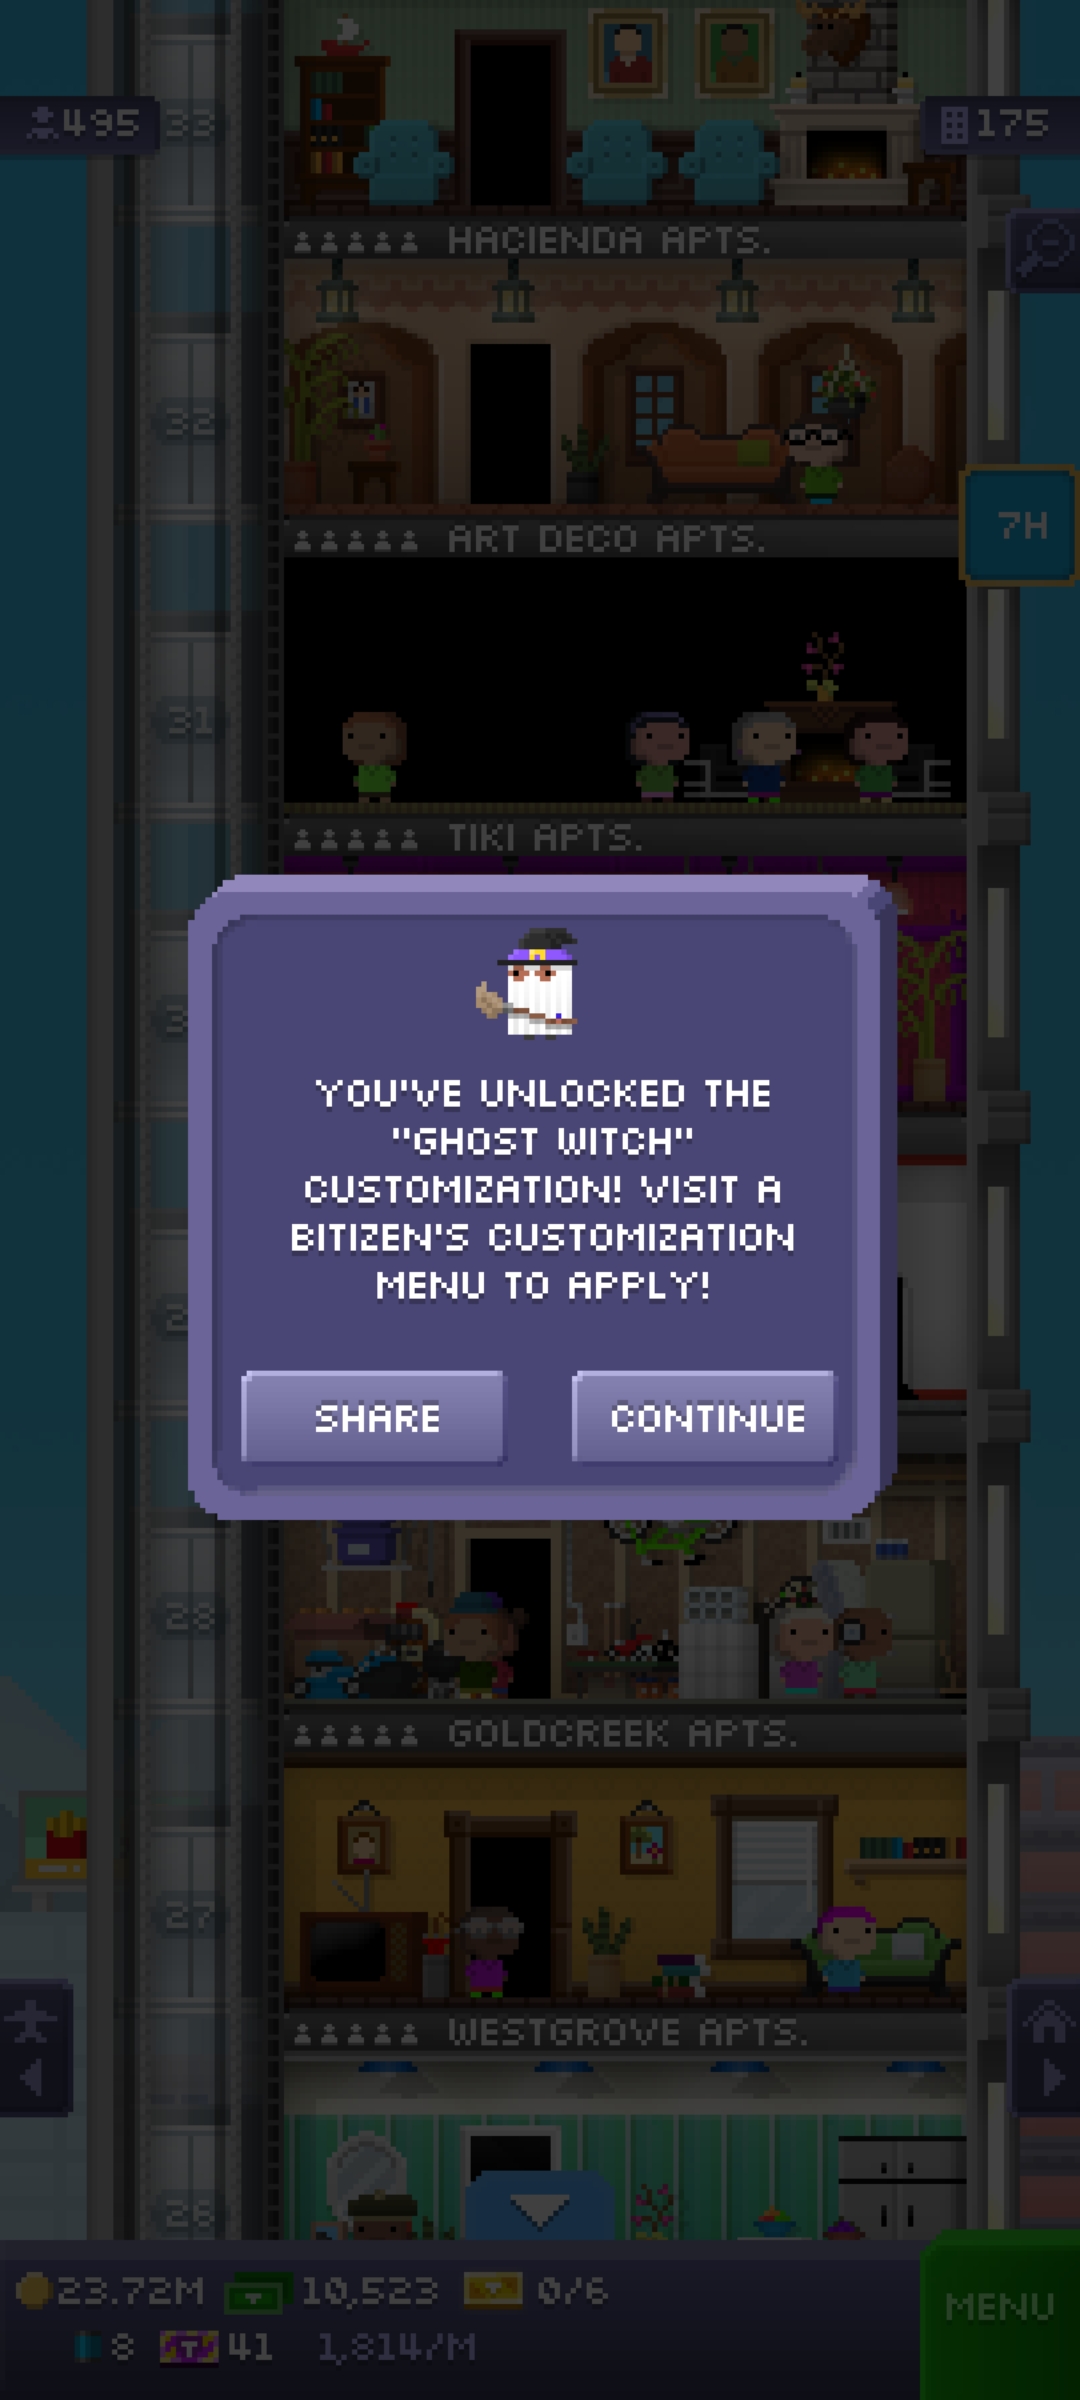 495
33
175
HACIENDA APTS.
32
7H
ART DECO APTS.
31
TIKI APTS.
YOU'VE UNLOCKED THE
"GHOST WITCH"
CUSTOMIZATION! VISIT A
BITIZEN'S CUSTOMIZATION
MENU TO APPLY!
SHARE
CONTINUE
28
GOLDCREEK APTS.
27
WESTGROVE APTS.
26
23.72M
10,523
0/6
MENU
8
T
41
1,814/M